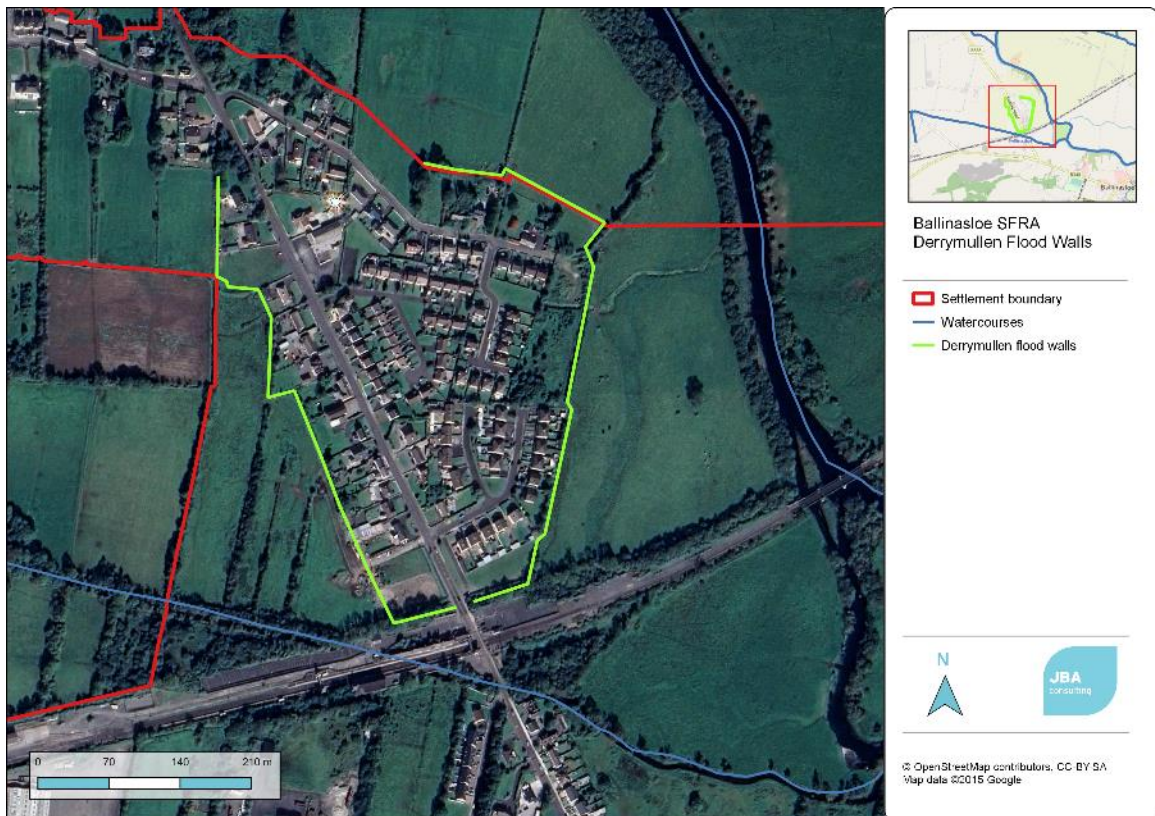 Ballinasloe
Ballinasloe SFRA
Derrymullen Flood Walls
Settlement boundary
Watercourses
Derrymullen flood walls
N
JBA
consulting
0 70 140 210 m
© OpenStreetMap contributors, CC-BY SA
Map data ©2015 Google